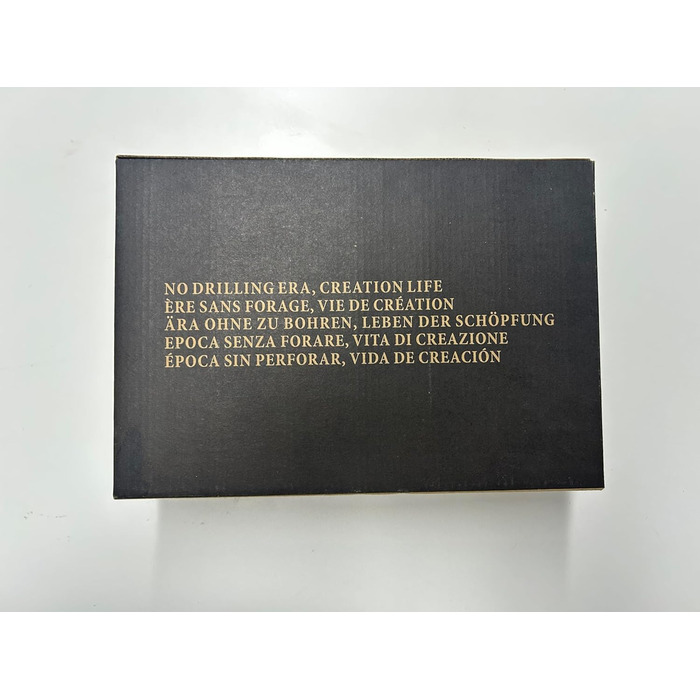 NO DRILLING ERA, CREATION LIFE
ÈRE SANS FORAGE, VIE DE CRÉATION
ÄRA OHNE ZU BOHREN, LEBEN DER SCHÖPFUNG
EPOCA SENZA FORARE, VITA DI CREAZIONE
ÉPOCA SIN PERFORAR, VIDA DE CREACIÓN